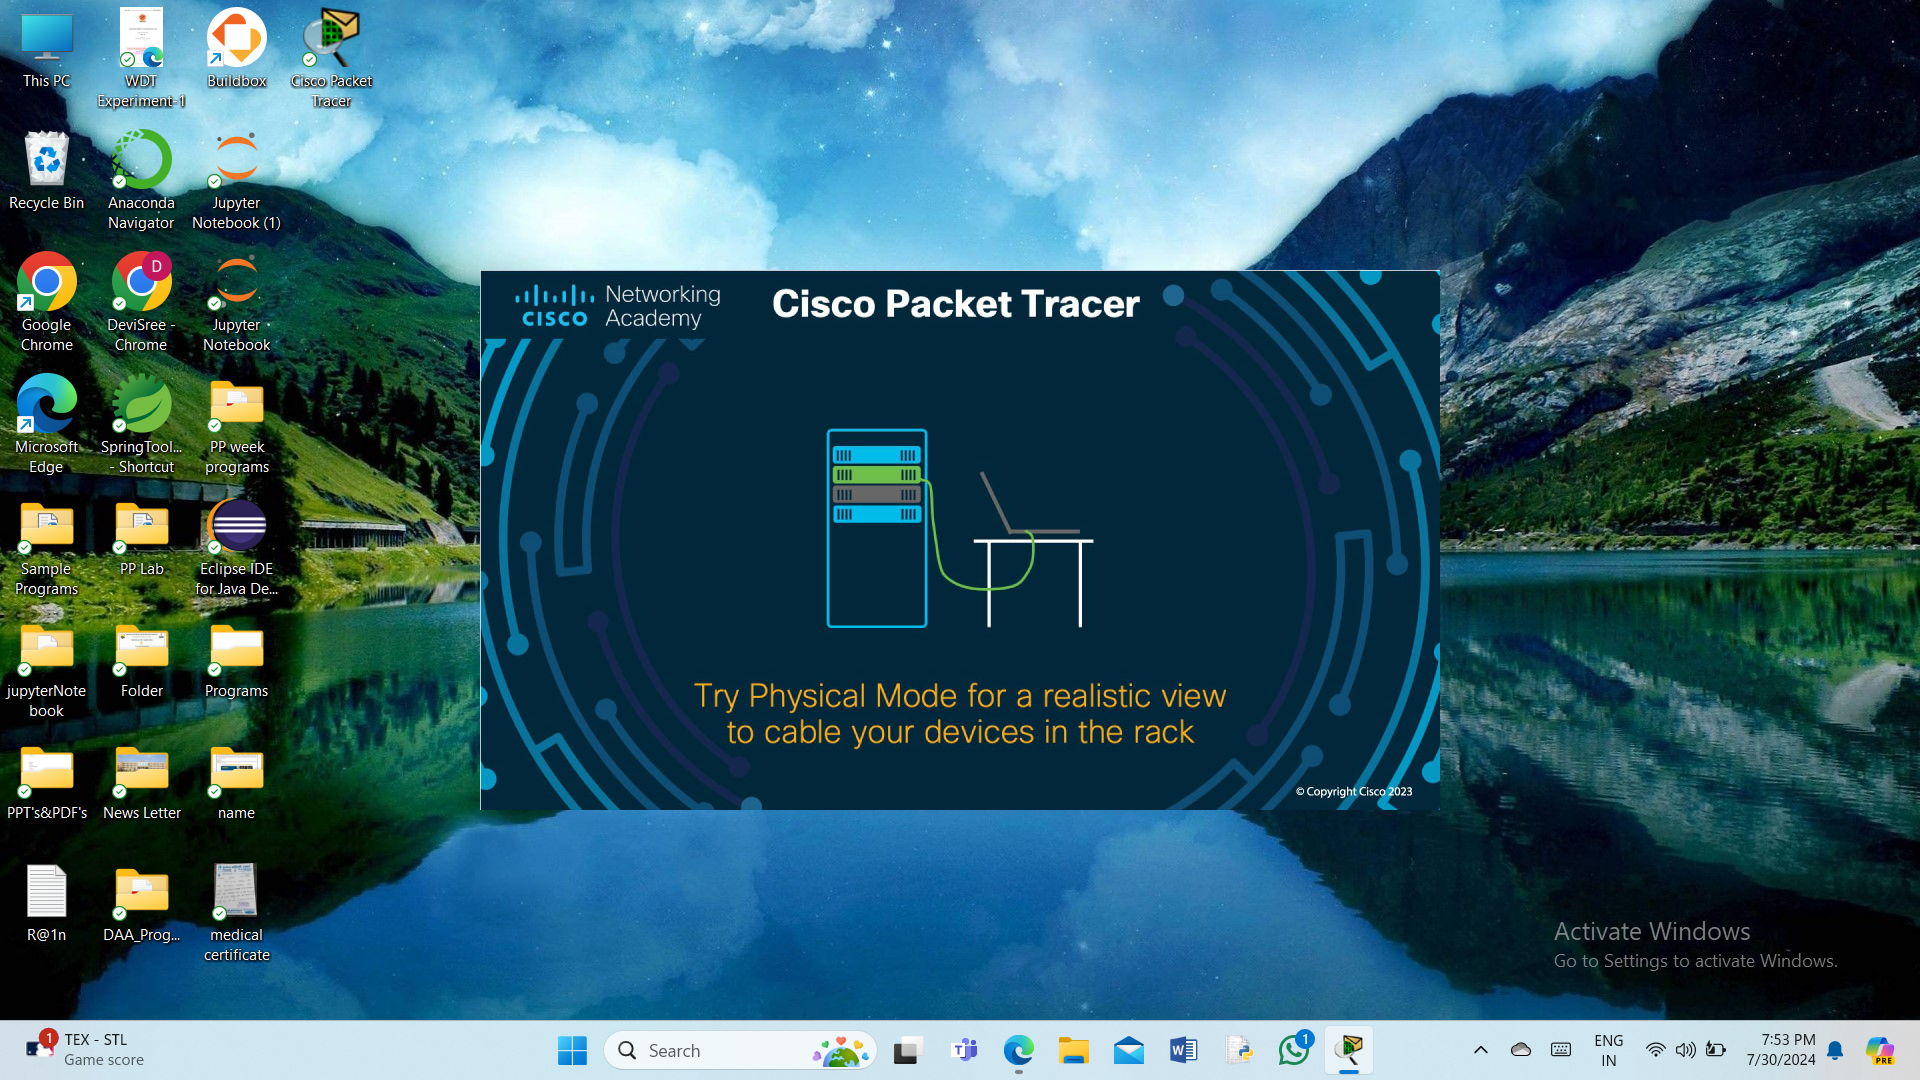 This PC
WDT
Experiment-1
Buildbox
Cisco Packet
Tracer
Recycle Bin
Anaconda
Navigator
Jupyter
Notebook (1)
Google
Chrome
D
DeviSree -
Chrome
Jupyter
Notebook
Microsoft
Edge
SpringTool...
- Shortcut
PP week
programs
Sample
Programs
PP Lab
Eclipse IDE
for Java De...
jupyterNote
book
Folder
Programs
PPT's&PDF's
News Letter
name
R@1n
DAA_Prog...
medical
certificate
CISCO
Networking
Academy
Cisco Packet Tracer
Try Physical Mode for a realistic view
to cable your devices in the rack
© Copyright Cisco 2023
Activate Windows
Go to Settings to activate Windows.
1
TEX - STL
Game score
Search
T
W
1
ENG
IN
7:53 PM
7/30/2024
PRE